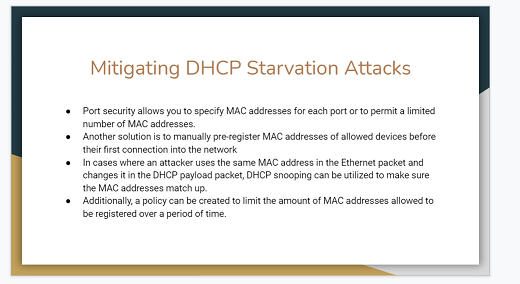 Mitigating DHCP Starvation Attacks
● Port security allows you to specify MAC addresses for each port or to permit a limited
number of MAC addresses.
● Another solution is to manually pre-register MAC addresses of allowed devices before
their first connection into the network
● In cases where an attacker uses the same MAC address in the Ethernet packet and
changes it in the DHCP payload packet, DHCP snooping can be utilized to make sure
the MAC addresses match up.
● Additionally, a policy can be created to limit the amount of MAC addresses allowed to
be registered over a period of time.